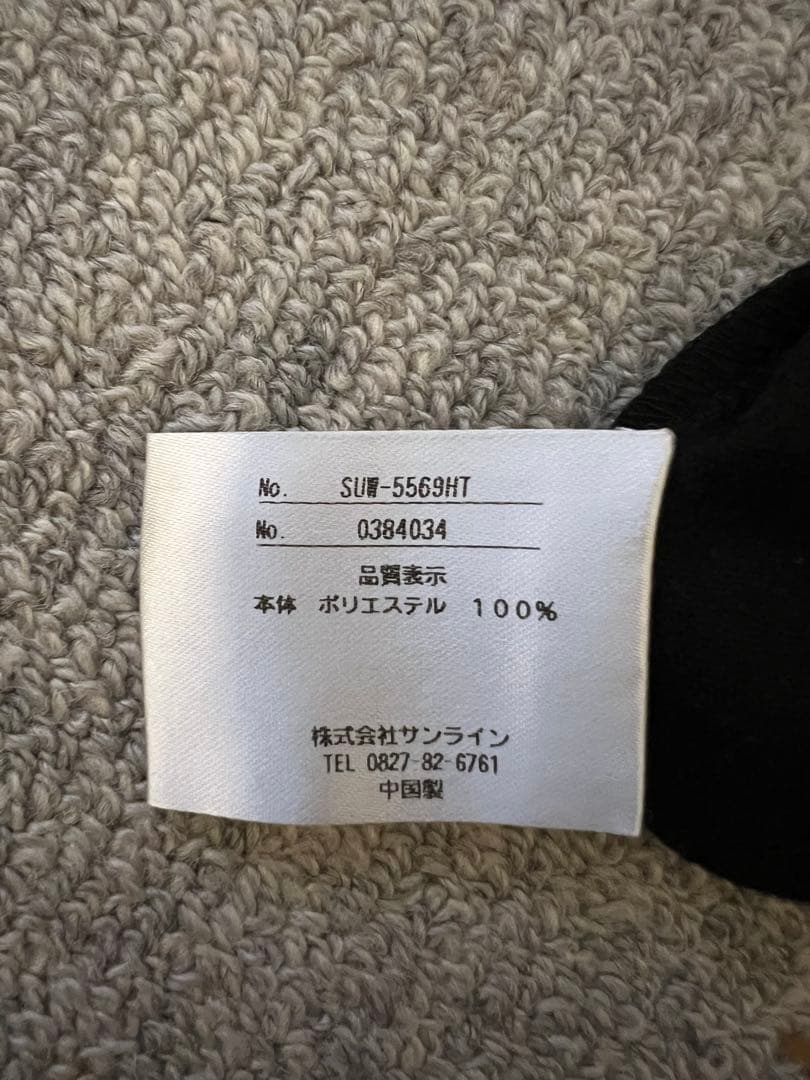 No. SUW-5569HT
No. 0384034
品質表示
本体 ポリエステル 100%
株式会社サンライン
TEL 0827-82-6761
中国製